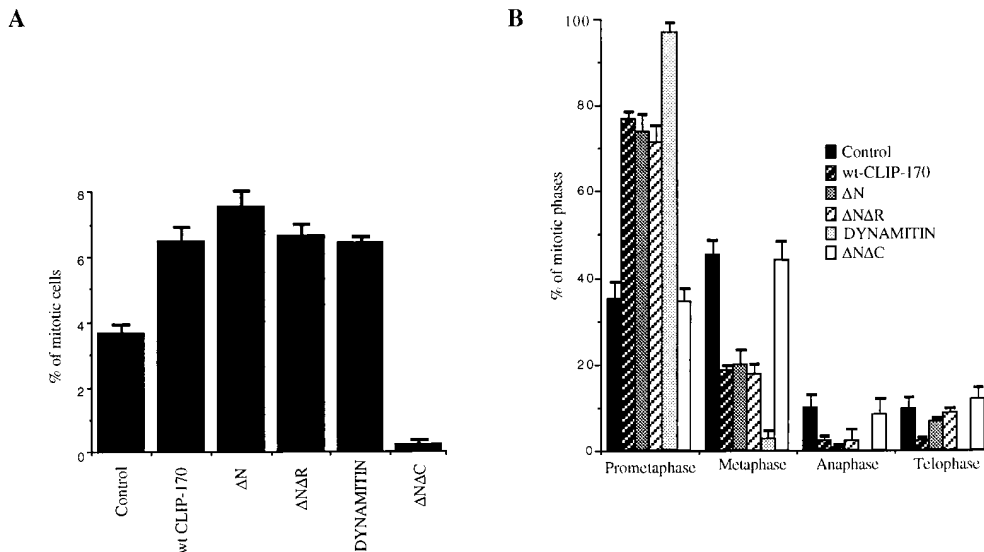 A
% of mitotic cells
8
6
4
2
0
Control
wt CLIP-170
ΔN
ΔNΔR
DYNAMITIN
ΔNΔC
B
% of mitotic phases
100
80
60
40
20
0
Prometaphase
Metaphase
Anaphase
Telophase
Control
wt-CLIP-170
ΔN
ΔNΔR
DYNAMITIN
ΔNΔC